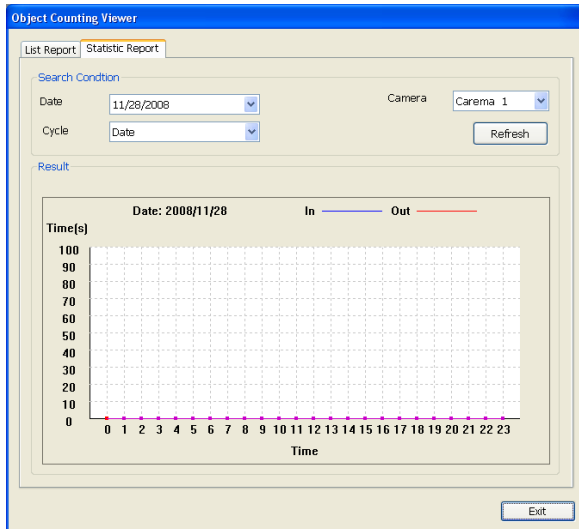 Object Counting Viewer
List Report Statistic Report
Search Condtion
Date 11/28/2008 Camera Carema 1
Cycle Date Refresh
Result
Date: 2008/11/28 In Out
Time(s)
100
90
80
70
60
50
40
30
20
10
0
0 1 2 3 4 5 6 7 8 9 10 11 12 13 14 15 16 17 18 19 20 21 22 23
Time
Exit